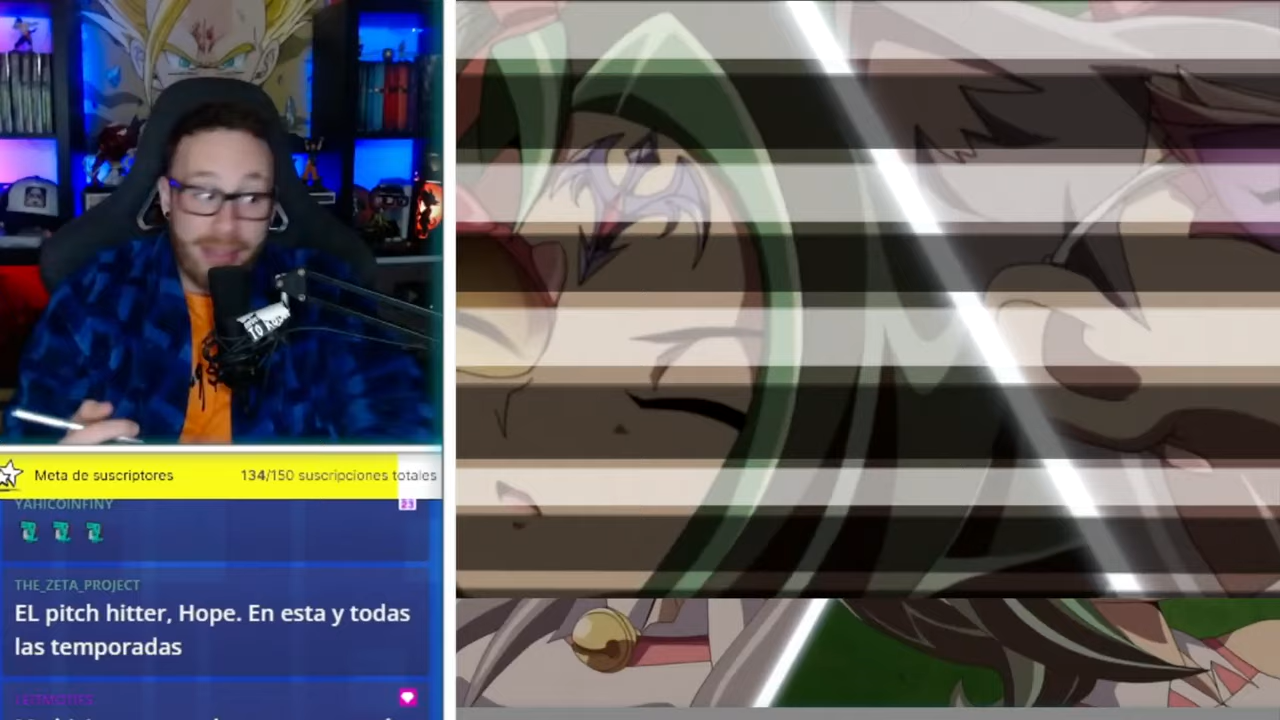 Meta de suscriptores
134/150 suscripciones totales
YAHICOINFINY
THE_ZETA_PROJECT
EL pitch hitter, Hope. En esta y todas
las temporadas